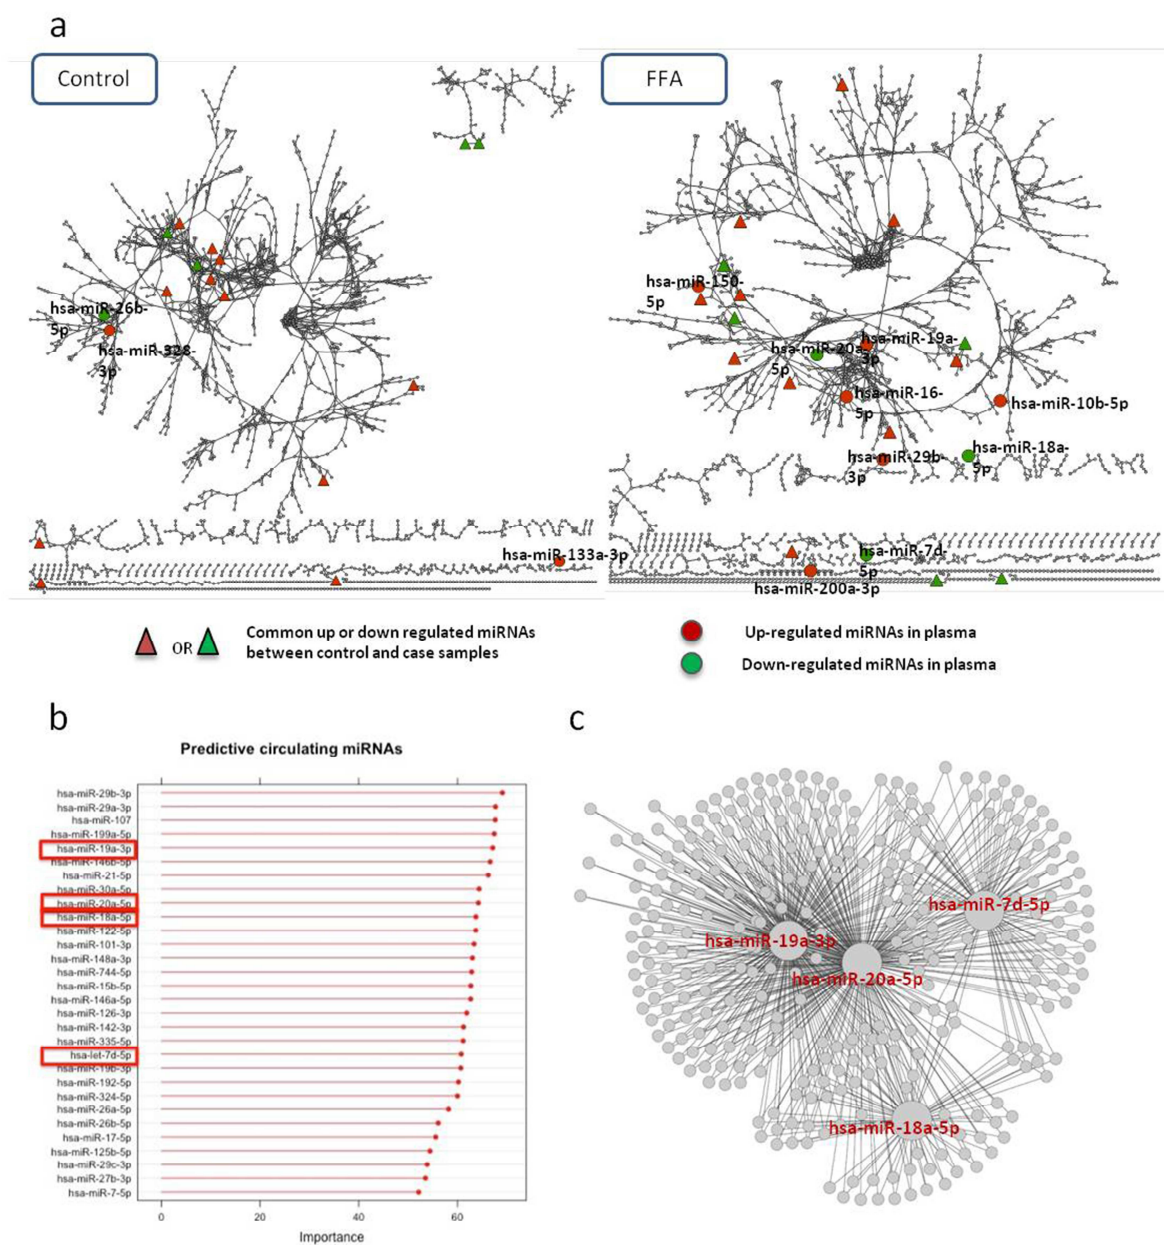 a
Control
FFA
hsa-miR-26b-
5p
hsa-miR-328-
3p
hsa-miR-133a-3p
hsa-miR-150-
5p
hsa-miR-20a-
5p
hsa-miR-19a-
3p
hsa-miR-16-
5p
hsa-miR-10b-5p
hsa-miR-29b-
3p
hsa-miR-18a-
5p
hsa-miR-7d-
5p
hsa-miR-200a-3p
OR
Common up or down regulated miRNAs
between control and case samples
Up-regulated miRNAs in plasma
Down-regulated miRNAs in plasma
b
Predictive circulating miRNAs
hsa-miR-29b-3p
hsa-miR-29a-3p
hsa-miR-107
hsa-miR-199a-5p
hsa-miR-19a-3p
hsa-miR-146b-5p
hsa-miR-21-5p
hsa-miR-30a-5p
hsa-miR-20a-5p
hsa-miR-18a-5p
hsa-miR-122-5p
hsa-miR-101-3p
hsa-miR-148a-3p
hsa-miR-744-5p
hsa-miR-15b-5p
hsa-miR-146a-5p
hsa-miR-126-3p
hsa-miR-142-3p
hsa-miR-335-5p
hsa-let-7d-5p
hsa-miR-19b-3p
hsa-miR-192-5p
hsa-miR-324-5p
hsa-miR-26a-5p
hsa-miR-26b-5p
hsa-miR-17-5p
hsa-miR-125b-5p
hsa-miR-29c-3p
hsa-miR-27b-3p
hsa-miR-7-5p
0 20 40 60
Importance
c
hsa-miR-7d-5p
hsa-miR-19a-3p
hsa-miR-20a-5p
hsa-miR-18a-5p